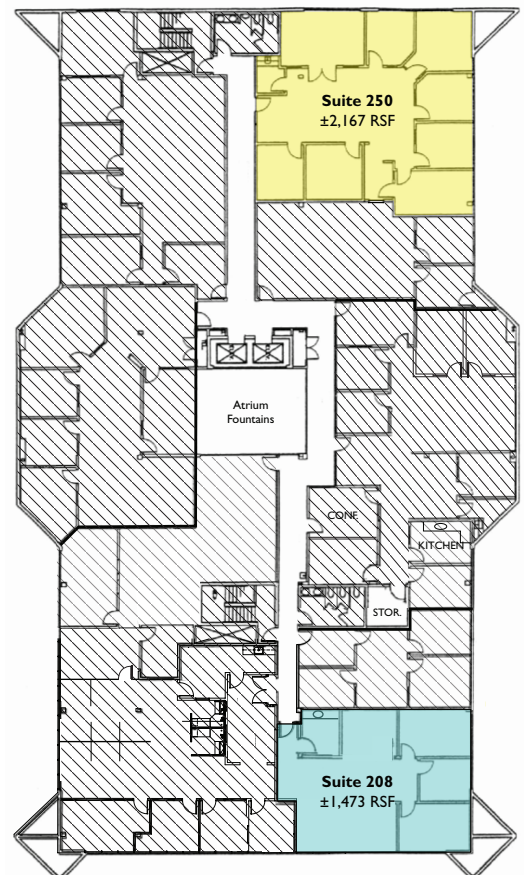 Suite 250
±2,167 RSF
Atrium
Fountains
CONF.
KITCHEN
STOR.
Suite 208
±1,473 RSF